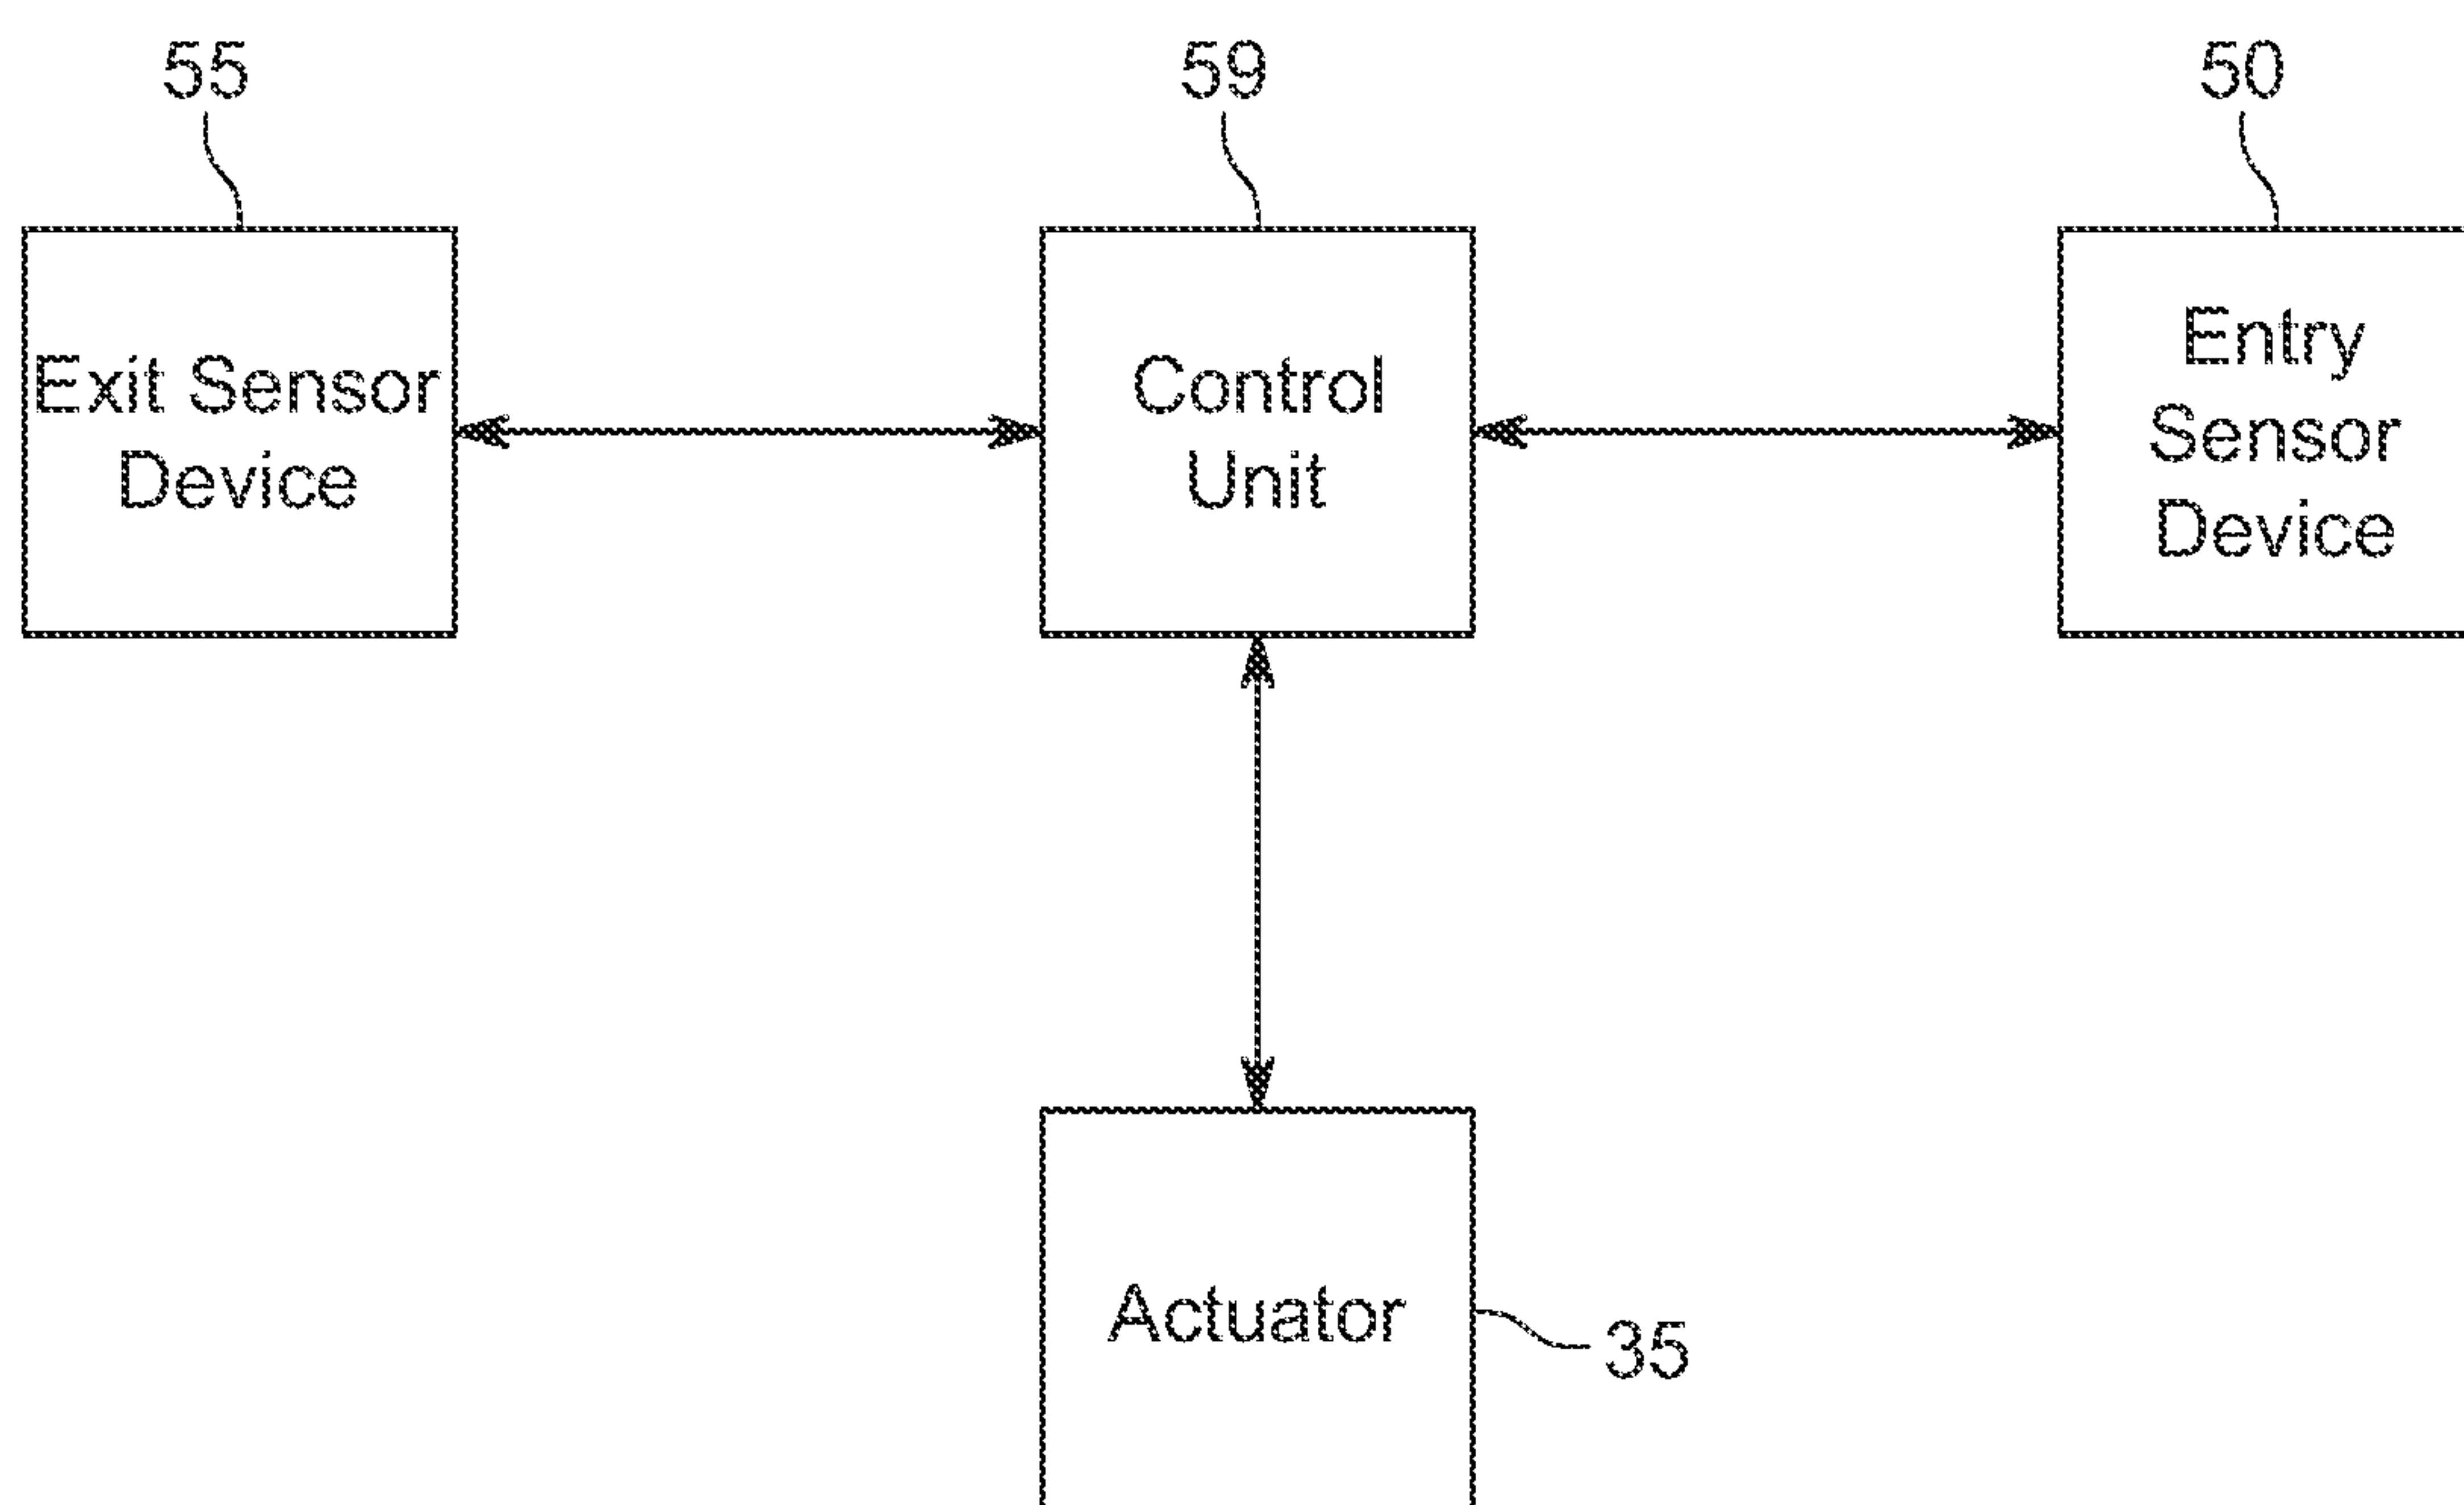 55
59
50
Exit Sensor
Device
Control
Unit
Entry
Sensor
Device
Actuator
35